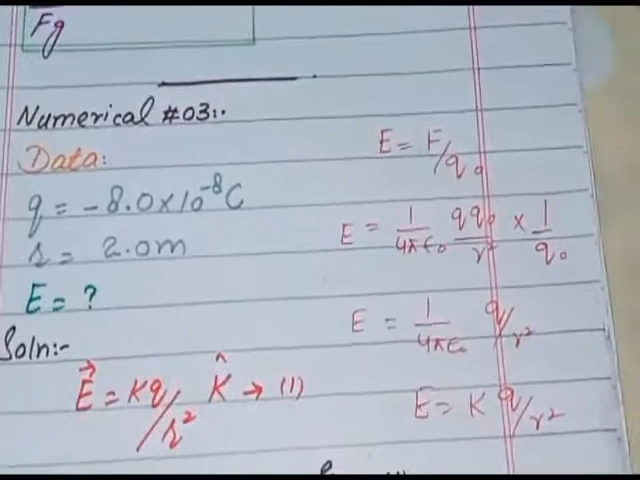 Fg
Numerical #03:-
Data:
q = -8.0×10⁻⁸C
r = 2.0m
E = ?
Soln:-
E⃗ = Kq/r² K̂ → (1)
E = F/q₀
E = 1/4πε₀ qq₀/r² × 1/q₀
E = 1/4πε₀ q/r²
E = K q/r²